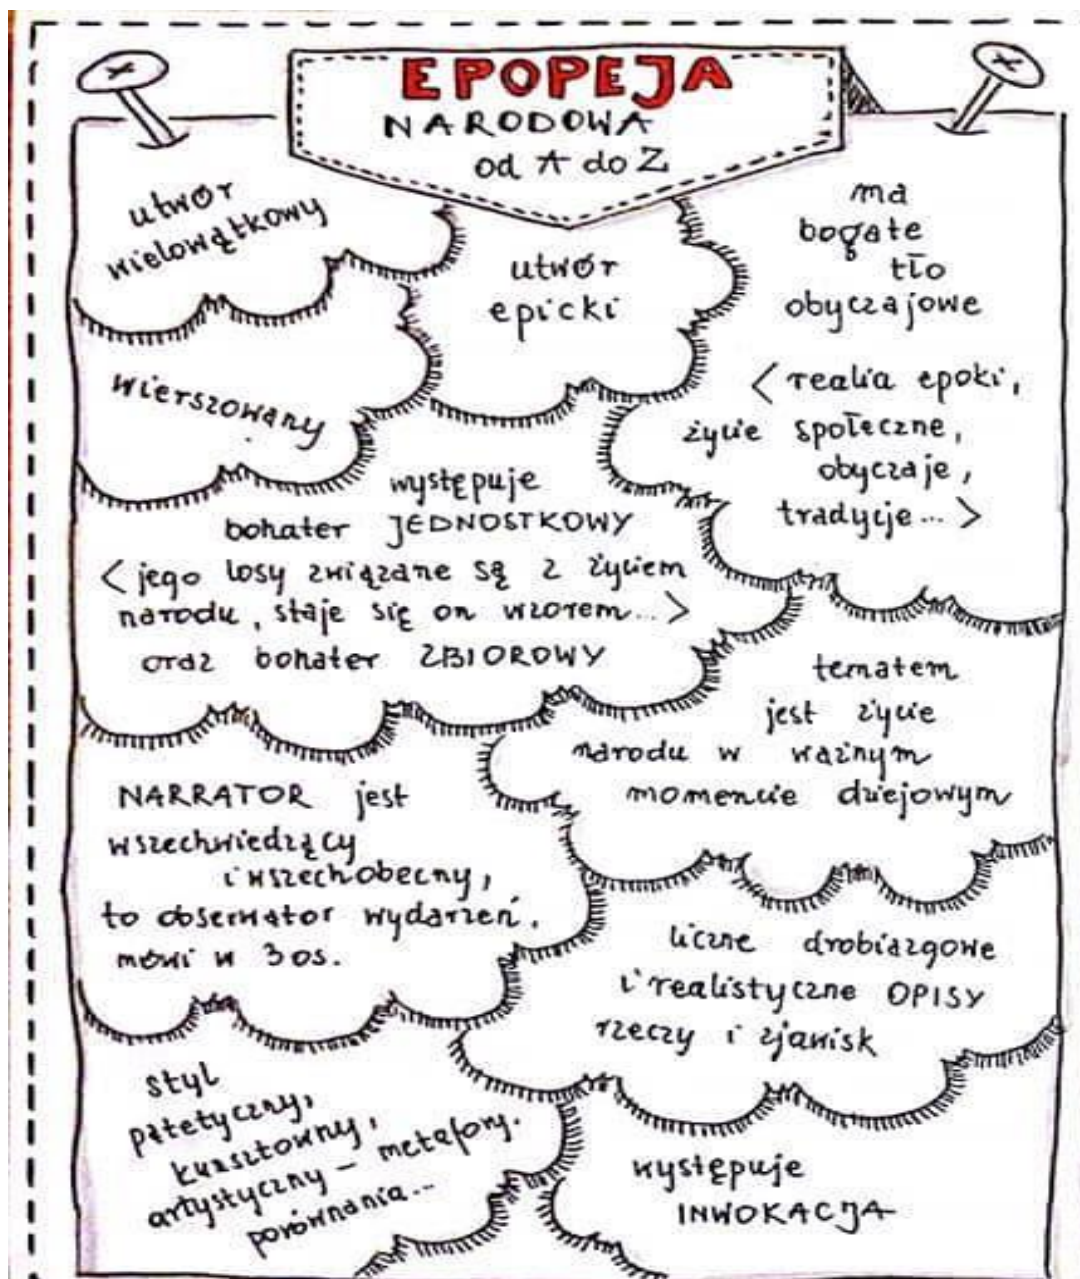 EPOPEJA
NARODOWA
od A do Z
utwór
wielowątkowy
utwór
epicki
ma
bogate
tło
obyczajowe
< realia epoki,
życie społeczne,
obyczaje,
tradycje... >
wierszowany
występuje
bohater JEDNOSTKOWY
< jego losy związane są z życiem
narodu, staje się on wzorem... >
oraz bohater ZBIOROWY
tematem
jest życie
narodu w ważnym
momencie dziejowym
NARRATOR jest
wszechwiedzący
i wszechobecny,
to obserwator wydarzeń.
mówi w 3 os.
liczne drobiazgowe
i realistyczne OPISY
rzeczy i zjawisk
styl
patetyczny,
kunsztowny,
artystyczny - metafory.
porównania...
występuje
INWOKACJA